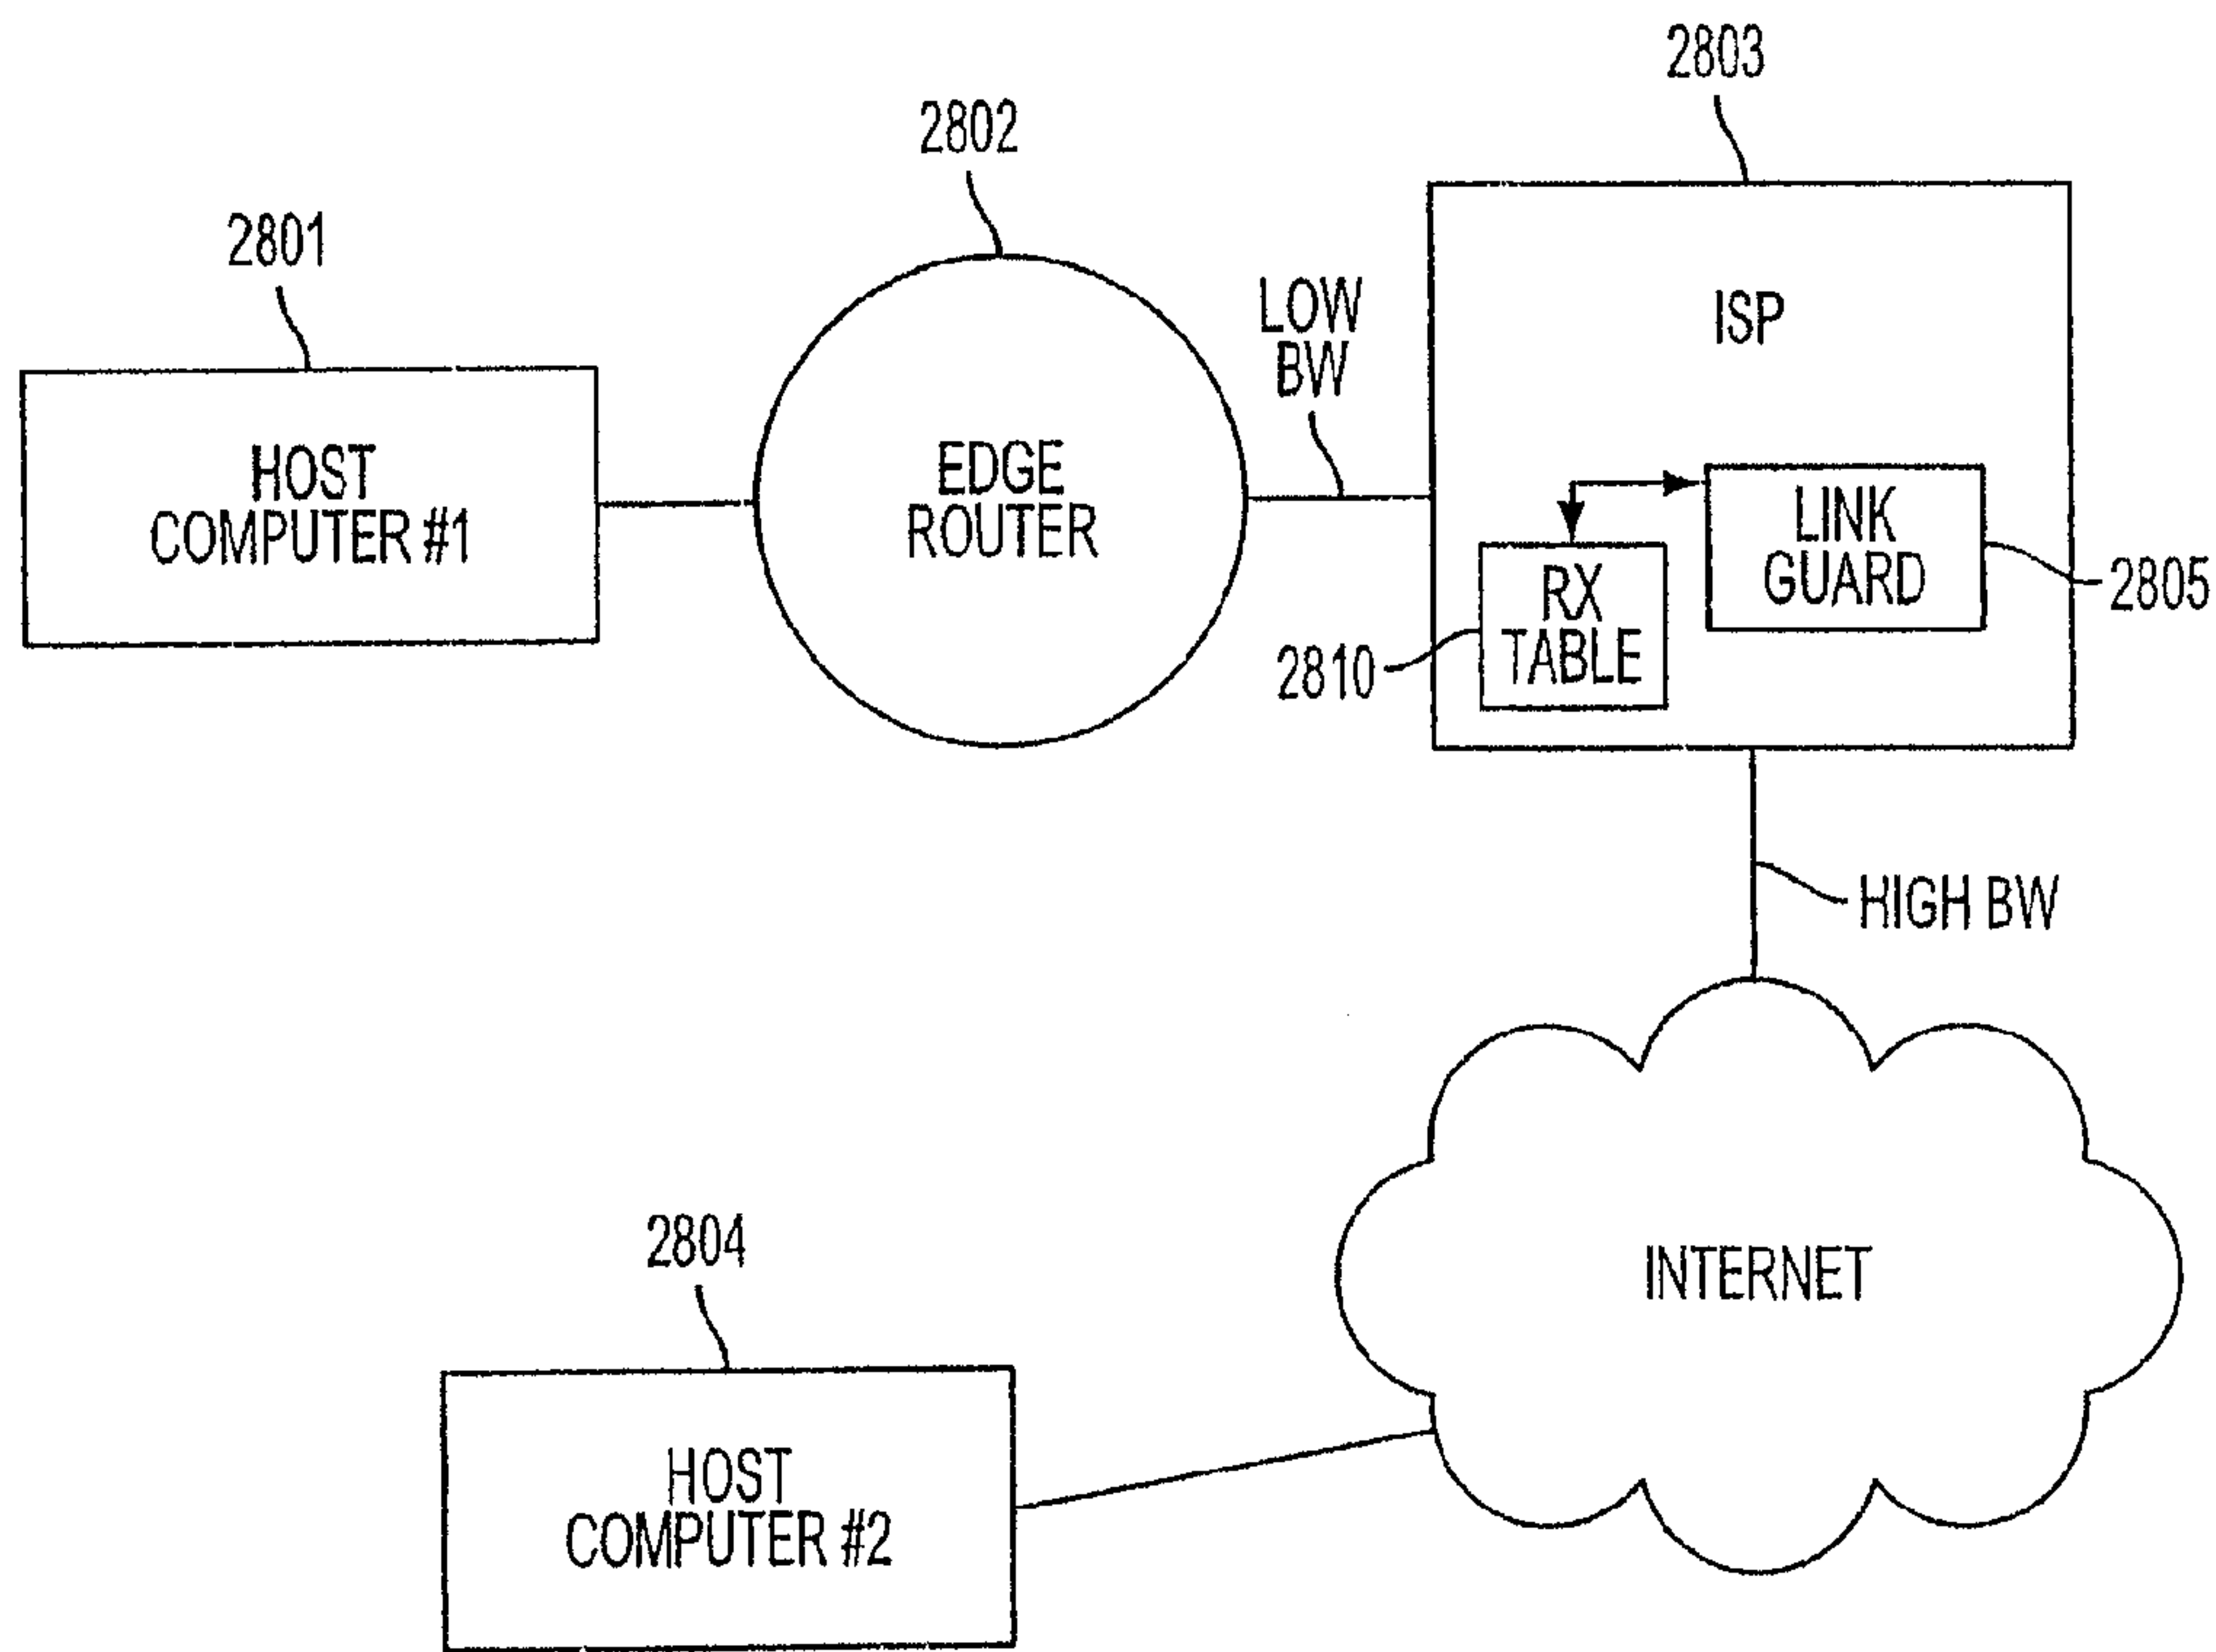 2803
2802
2801
LOW
BW
ISP
HOST
COMPUTER #1
EDGE
ROUTER
LINK
GUARD
2805
RX
TABLE
2810
HIGH BW
INTERNET
2804
HOST
COMPUTER #2